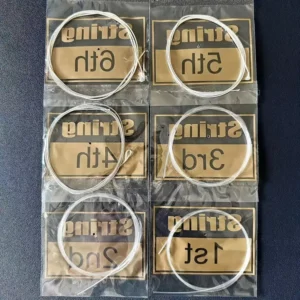 String
6th
String
5th
String
4th
String
3rd
String
2nd
String
1st